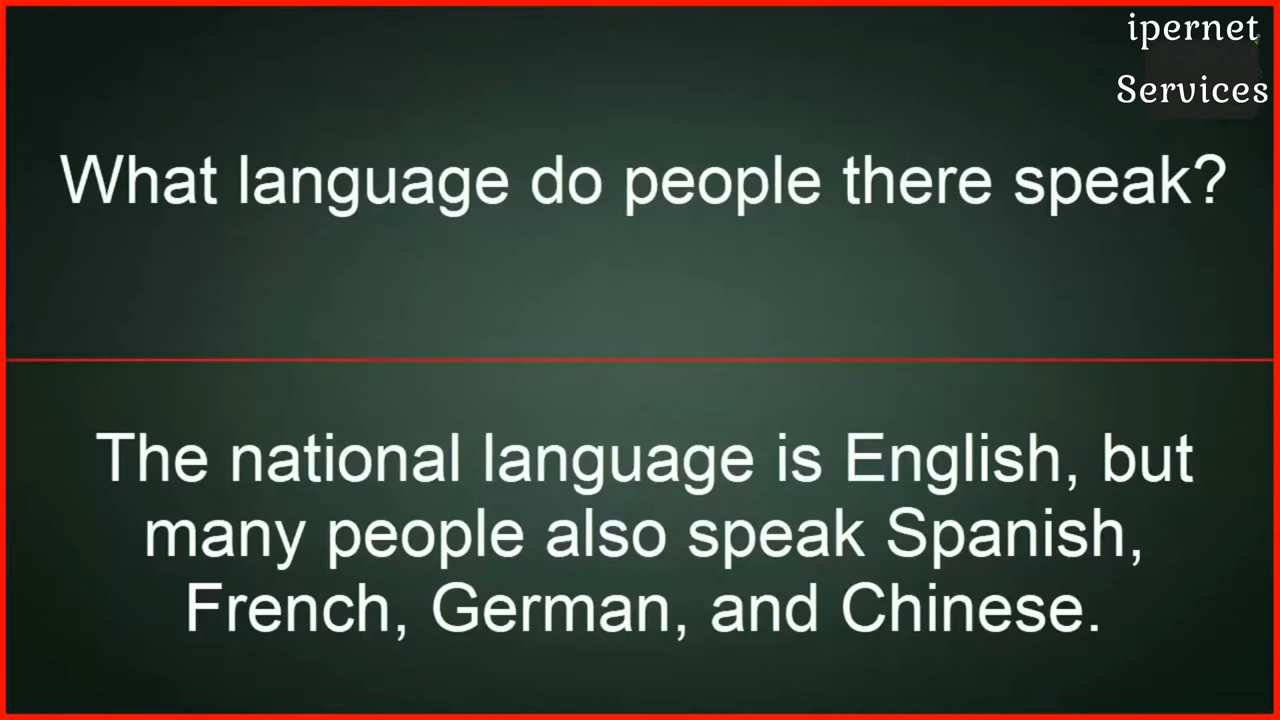 ipernet
Services
What language do people there speak?
The national language is English, but
many people also speak Spanish,
French, German, and Chinese.